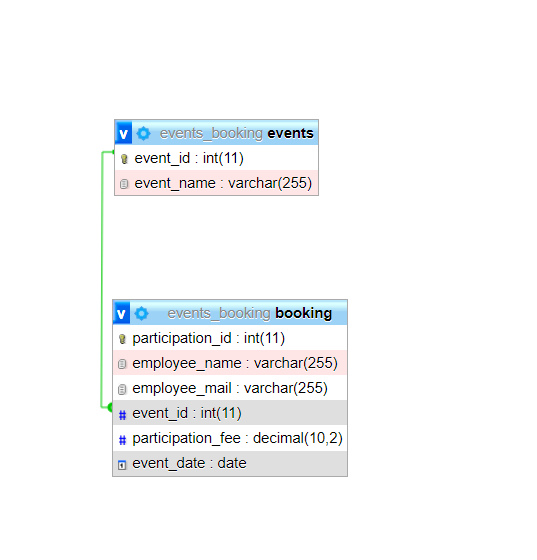 v events_booking events
event_id : int(11)
event_name : varchar(255)
v events_booking booking
participation_id : int(11)
employee_name : varchar(255)
employee_mail : varchar(255)
# event_id : int(11)
# participation_fee : decimal(10,2)
event_date : date